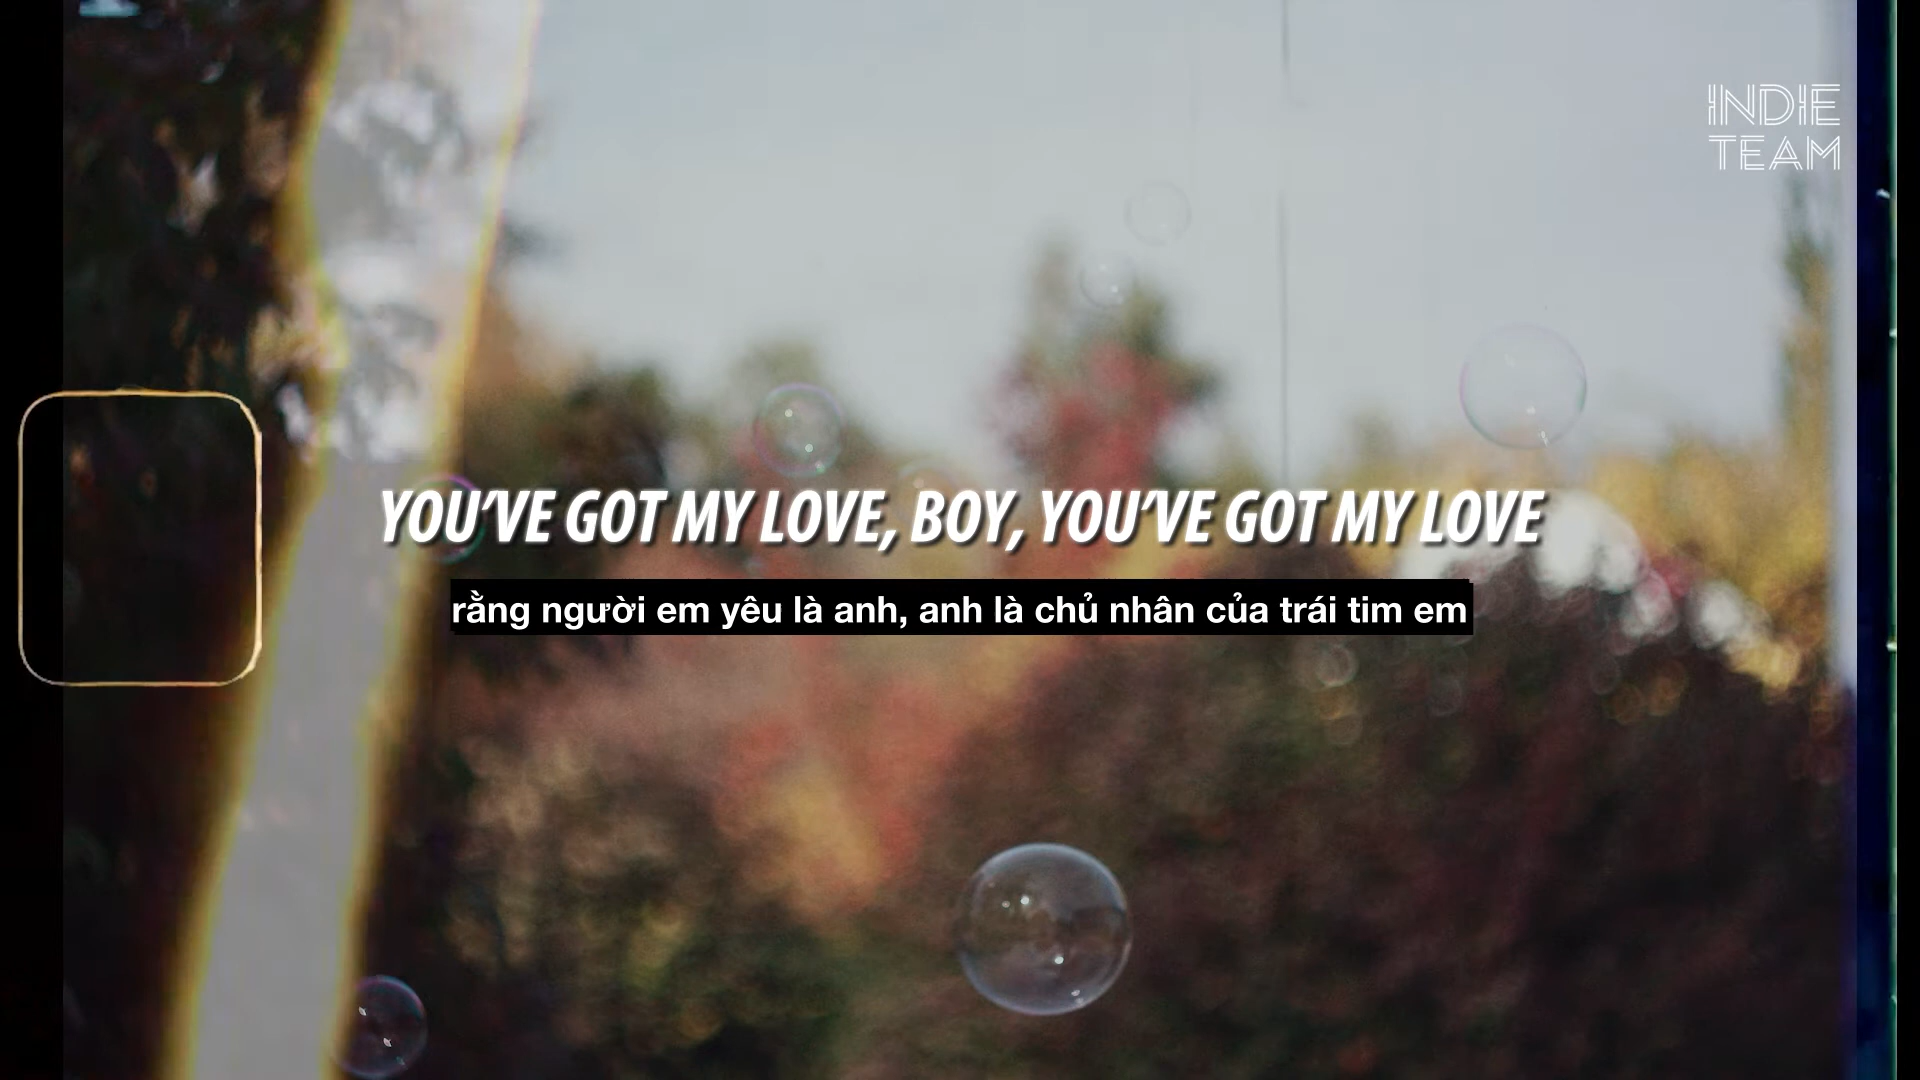 INDIE
TEAM
YOU'VE GOT MY LOVE, BOY, YOU'VE GOT MY LOVE
rằng người em yêu là anh, anh là chủ nhân của trái tim em